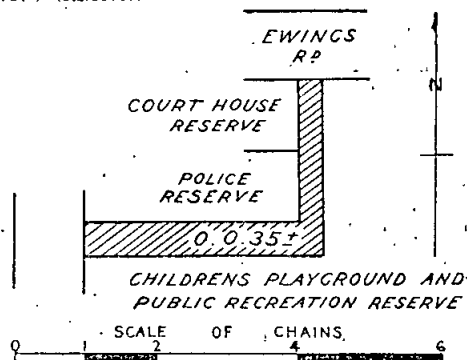 EWINGS
RD
N
COURT HOUSE
RESERVE
POLICE
RESERVE
0.0.35±
CHILDRENS PLAYGROUND AND
PUBLIC RECREATION RESERVE
SCALE OF CHAINS
0 1 2 4 6